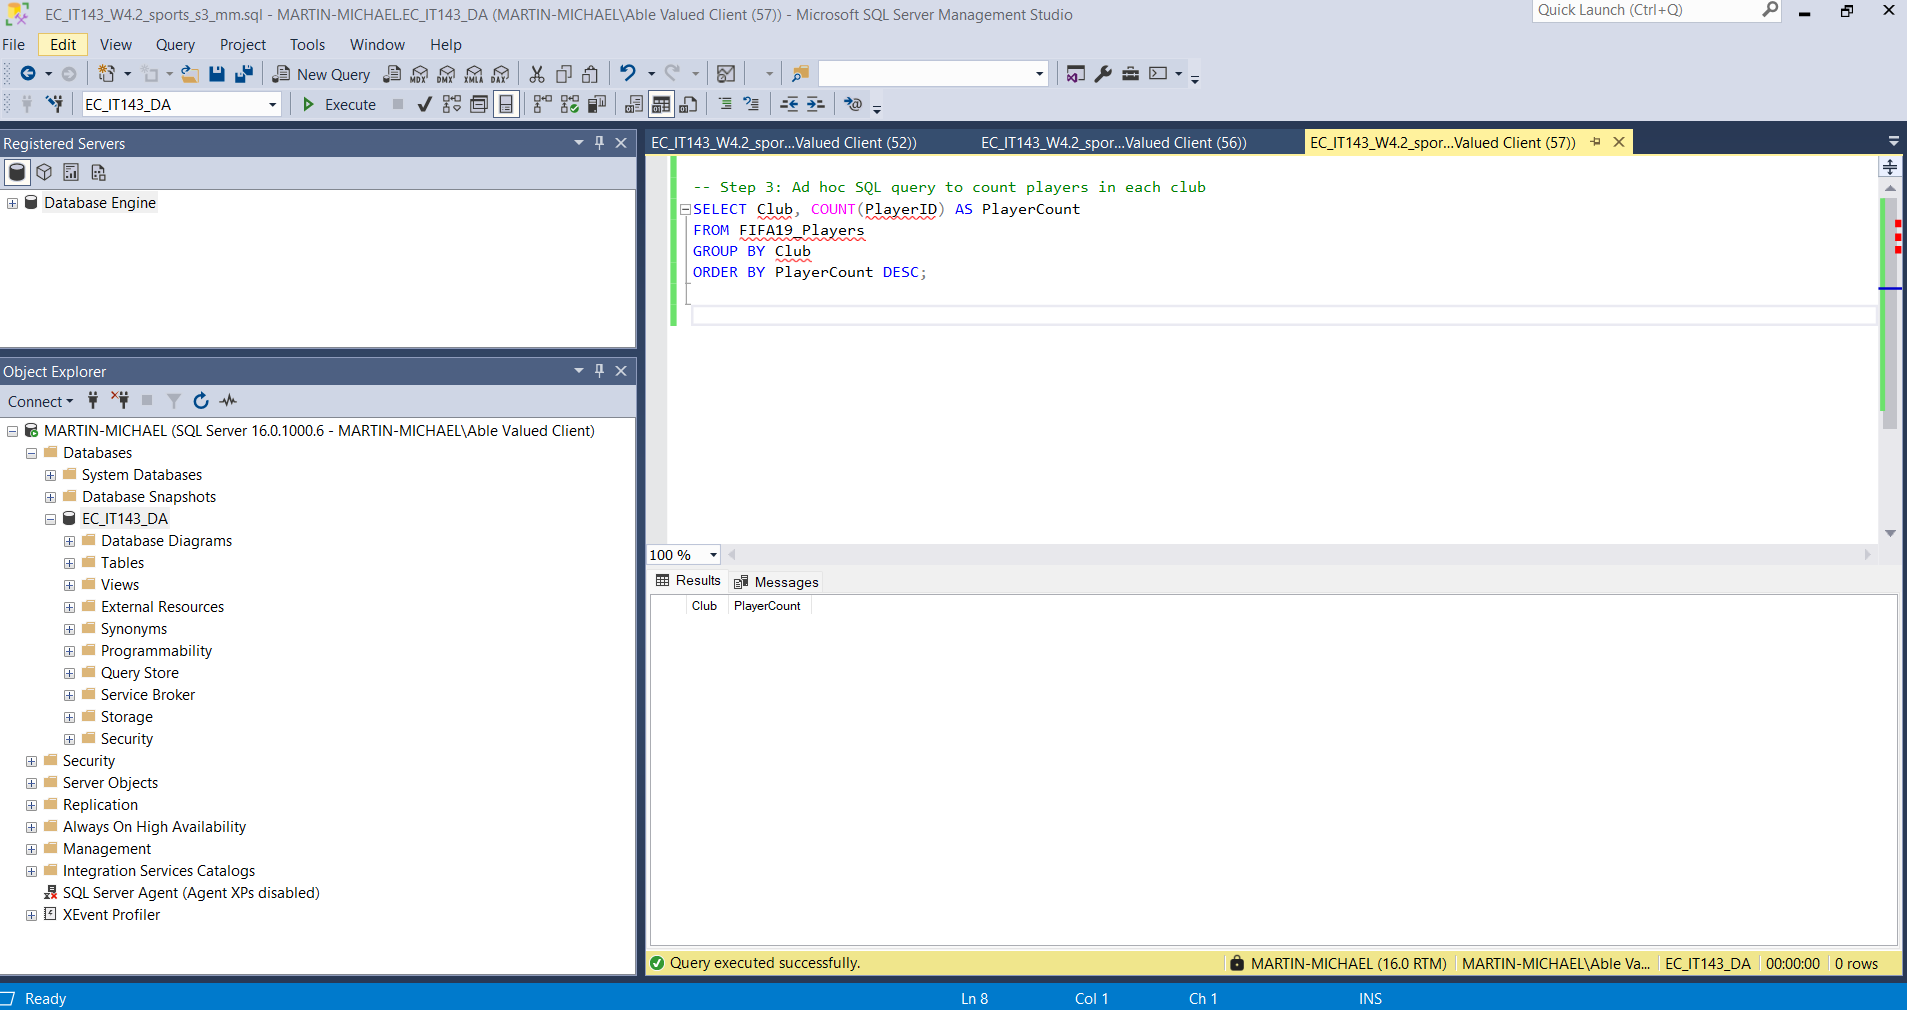 EC_IT143_W4.2_sports_s3_mm.sql - MARTIN-MICHAEL.EC_IT143_DA (MARTIN-MICHAEL\Able Valued Client (57)) - Microsoft SQL Server Management Studio
Quick Launch (Ctrl+Q)
File Edit View Query Project Tools Window Help
New Query MDX DMX XMLA DAX
EC_IT143_DA Execute
Registered Servers
Database Engine
Object Explorer
Connect
MARTIN-MICHAEL (SQL Server 16.0.1000.6 - MARTIN-MICHAEL\Able Valued Client)
Databases
System Databases
Database Snapshots
EC_IT143_DA
Database Diagrams
Tables
Views
External Resources
Synonyms
Programmability
Query Store
Service Broker
Storage
Security
Security
Server Objects
Replication
Always On High Availability
Management
Integration Services Catalogs
SQL Server Agent (Agent XPs disabled)
XEvent Profiler
EC_IT143_W4.2_spor...Valued Client (52)) EC_IT143_W4.2_spor...Valued Client (56)) EC_IT143_W4.2_spor...Valued Client (57))
-- Step 3: Ad hoc SQL query to count players in each club
SELECT Club, COUNT(PlayerID) AS PlayerCount
FROM FIFA19_Players
GROUP BY Club
ORDER BY PlayerCount DESC;
100 %
Results Messages
Club PlayerCount
Query executed successfully. MARTIN-MICHAEL (16.0 RTM) MARTIN-MICHAEL\Able Va... EC_IT143_DA 00:00:00 0 rows
Ready Ln 8 Col 1 Ch 1 INS